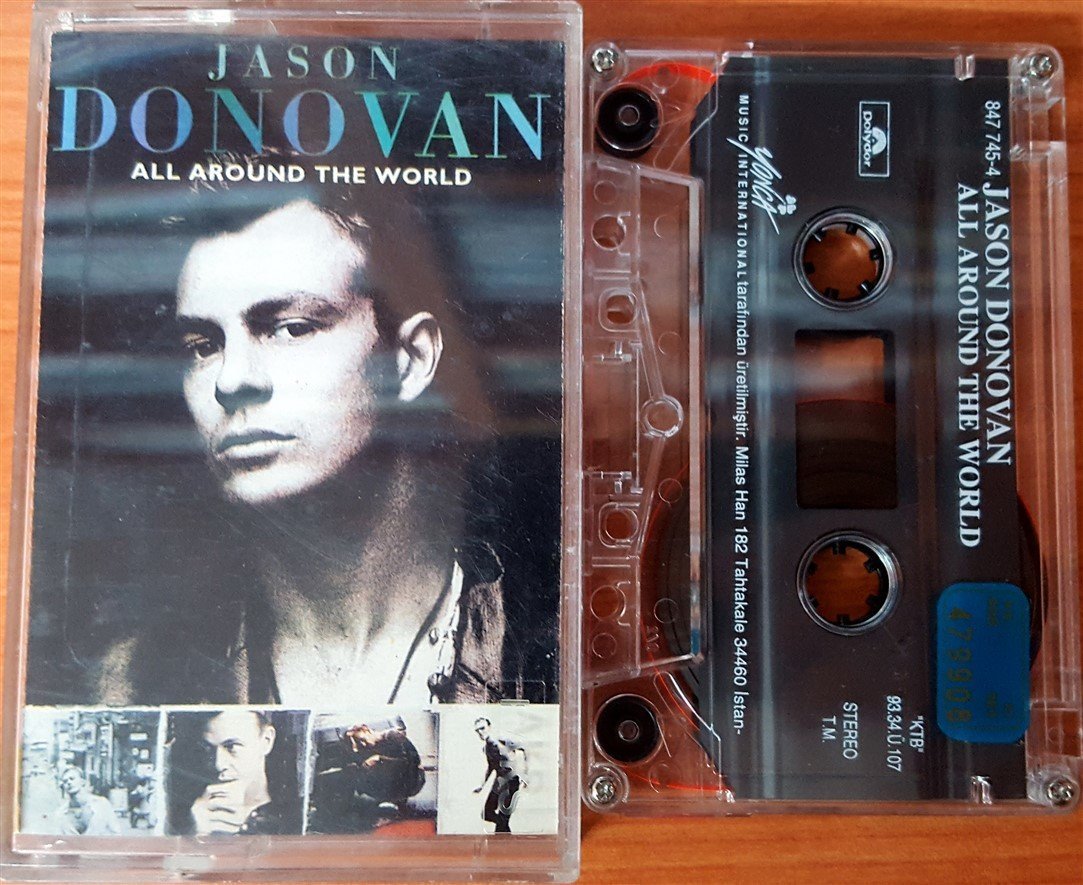 JASON
DONOVAN
ALL AROUND THE WORLD
847 745-4 JASON DONOVAN
ALL AROUND THE WORLD
Polydor
YONCA
MUSIC INTERNATIONAL tarafından üretilmiştir. Milas Han 182 Tahtakale 34460 İstan-
"KTB"
93.34.Ü.107
STEREO
T.M.